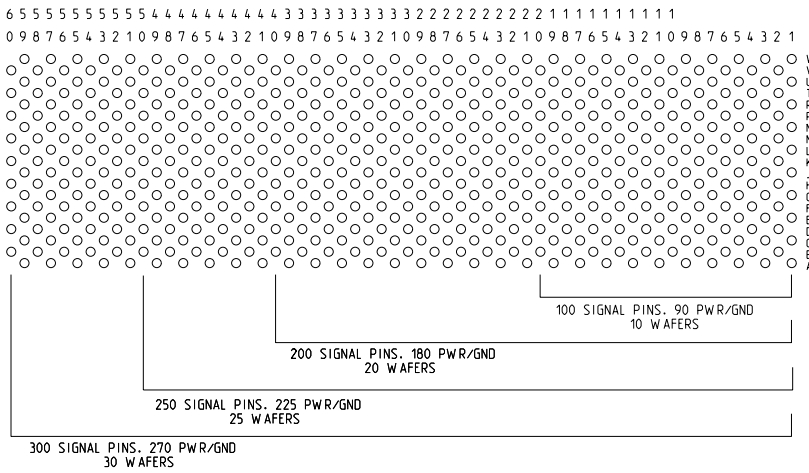 6 5 5 5 5 5 5 5 5 5 5 4 4 4 4 4 4 4 4 4 4 3 3 3 3 3 3 3 3 3 3 2 2 2 2 2 2 2 2 2 2 1 1 1 1 1 1 1 1 1 1
0 9 8 7 6 5 4 3 2 1 0 9 8 7 6 5 4 3 2 1 0 9 8 7 6 5 4 3 2 1 0 9 8 7 6 5 4 3 2 1 0 9 8 7 6 5 4 3 2 1 0 9 8 7 6 5 4 3 2 1
100 SIGNAL PINS. 90 PWR/GND
10 WAFERS
200 SIGNAL PINS. 180 PWR/GND
20 WAFERS
250 SIGNAL PINS. 225 PWR/GND
25 WAFERS
300 SIGNAL PINS. 270 PWR/GND
30 WAFERS